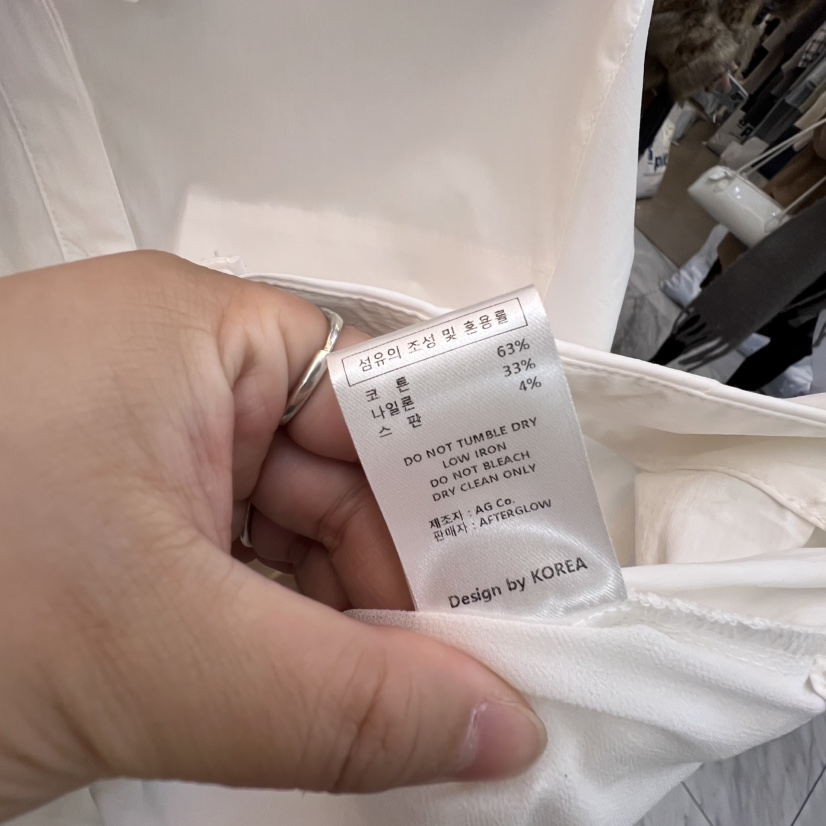 섬유의 조성 및 혼용률
코 튼 63%
나일론 33%
스 판 4%
DO NOT TUMBLE DRY
LOW IRON
DO NOT BLEACH
DRY CLEAN ONLY
제조자 : AG Co.
판매자 : AFTERGLOW
Design by KOREA